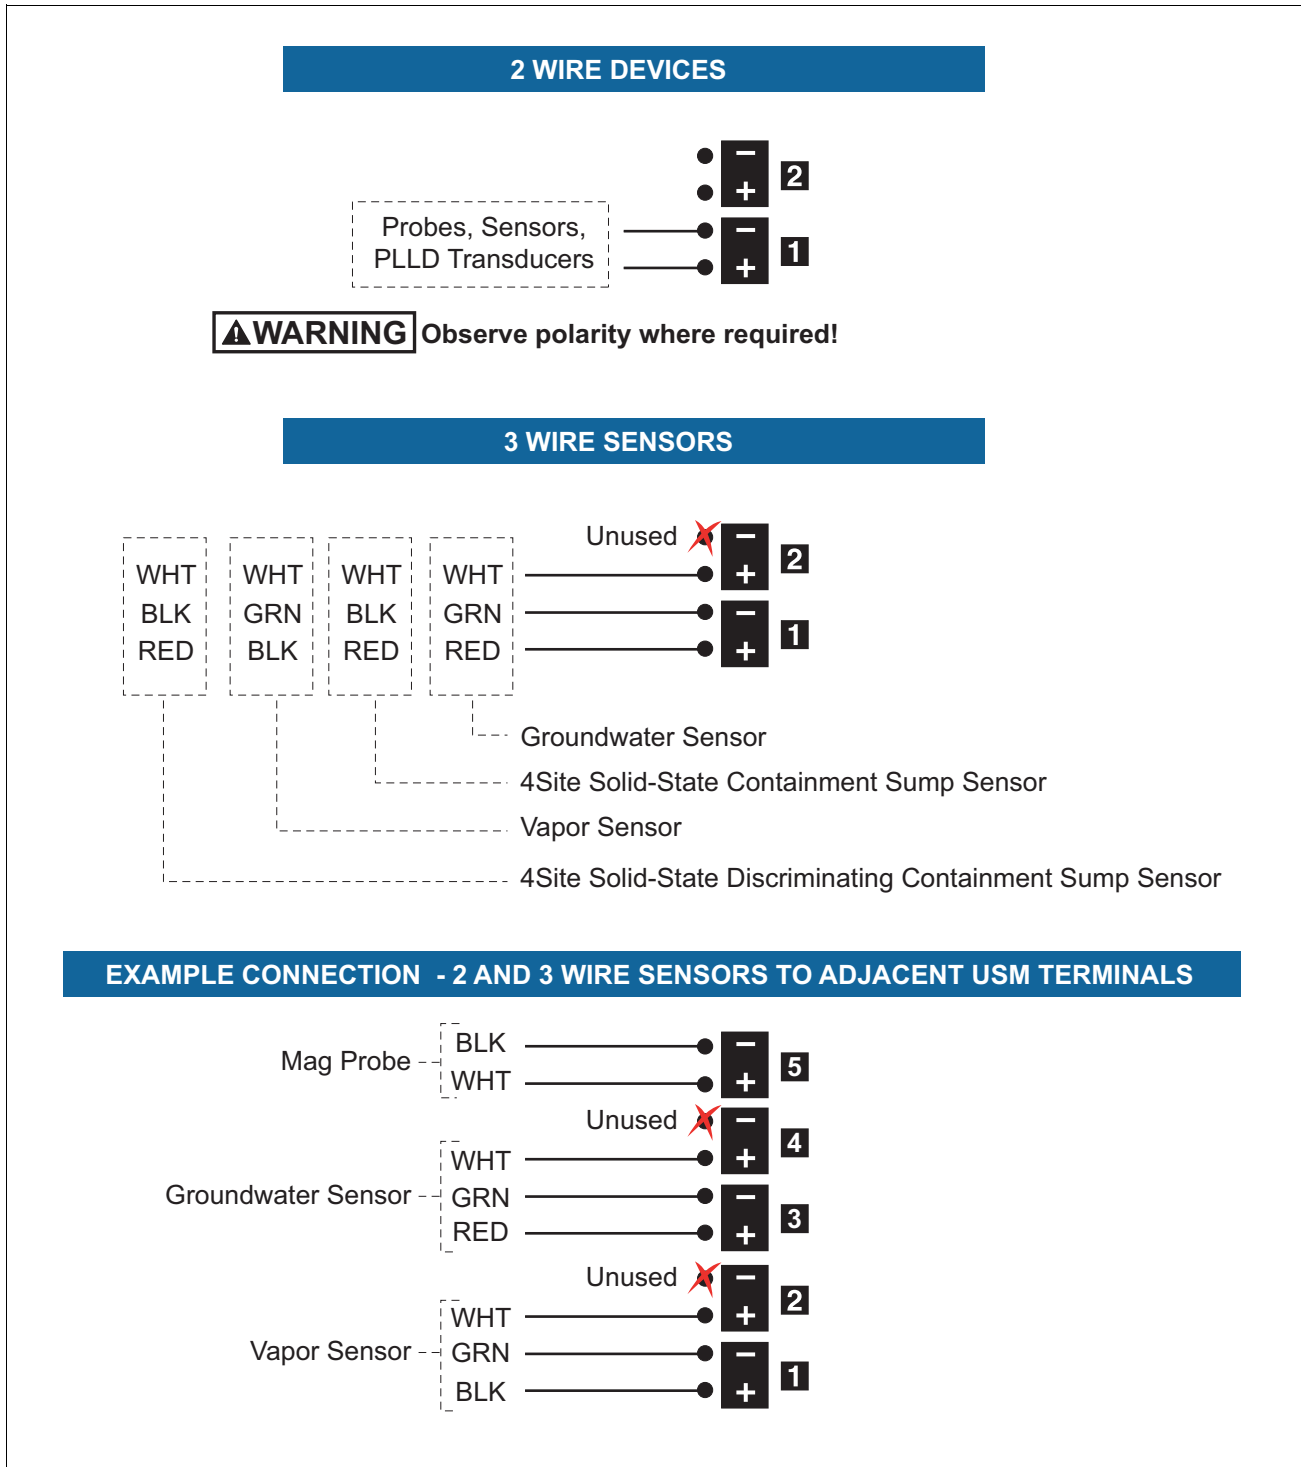 2 WIRE DEVICES
−
+
2
Probes, Sensors,
PLLD Transducers
−
+
1
WARNING Observe polarity where required!
3 WIRE SENSORS
Unused
−
+
2
−
+
1
WHT
BLK
RED
WHT
GRN
BLK
WHT
BLK
RED
WHT
GRN
RED
Groundwater Sensor
4Site Solid-State Containment Sump Sensor
Vapor Sensor
4Site Solid-State Discriminating Containment Sump Sensor
EXAMPLE CONNECTION - 2 AND 3 WIRE SENSORS TO ADJACENT USM TERMINALS
Mag Probe
BLK
WHT
−
+
5
Unused
−
+
4
Groundwater Sensor
WHT
GRN
RED
−
+
3
Unused
−
+
2
Vapor Sensor
WHT
GRN
BLK
−
+
1